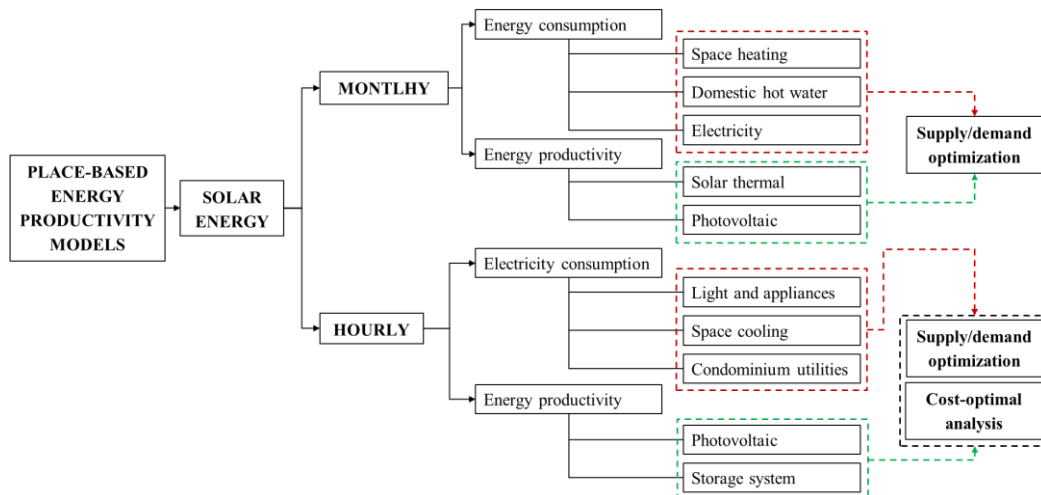 PLACE-BASED
ENERGY
PRODUCTIVITY
MODELS
SOLAR
ENERGY
MONTLHY
Energy consumption
Space heating
Domestic hot water
Electricity
Energy productivity
Solar thermal
Photovoltaic
Supply/demand
optimization
HOURLY
Electricity consumption
Light and appliances
Space cooling
Condominium utilities
Energy productivity
Photovoltaic
Storage system
Supply/demand
optimization
Cost-optimal
analysis